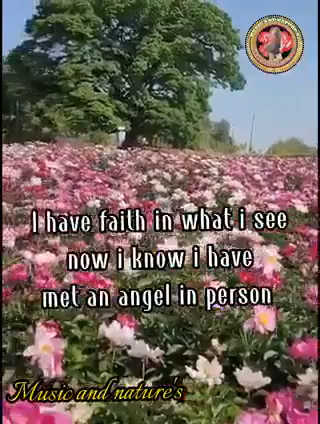 I have faith in what i see
now i know i have
met an angel in person
Music and nature's